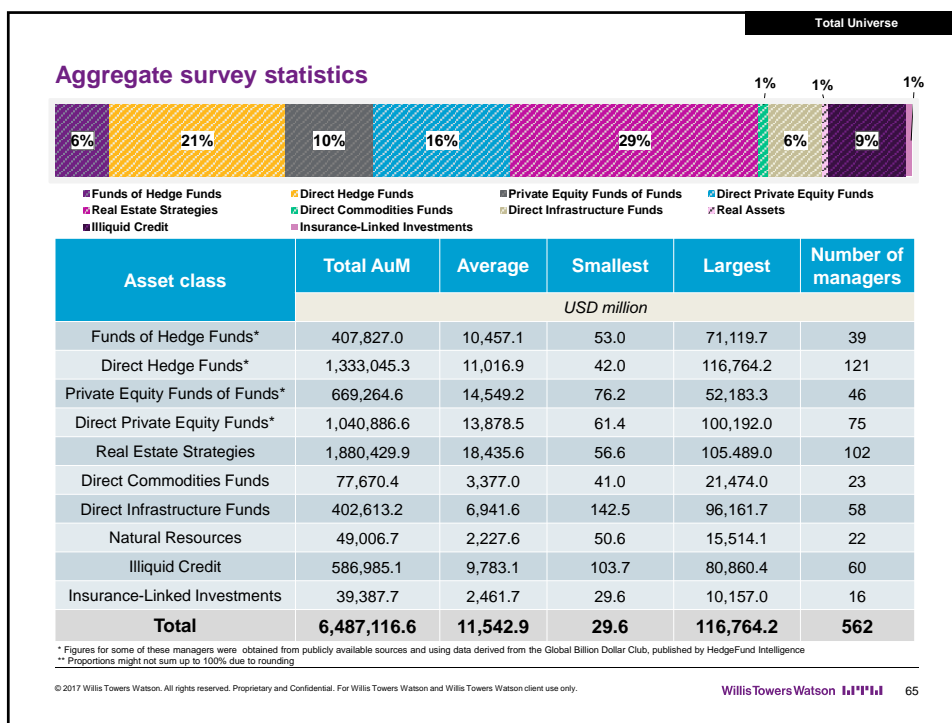 Total Universe
Aggregate survey statistics
1% 1% 1%
6% 21% 10% 16% 29% 6% 9%
Funds of Hedge Funds Direct Hedge Funds Private Equity Funds of Funds Direct Private Equity Funds
Real Estate Strategies Direct Commodities Funds Direct Infrastructure Funds Real Assets
Illiquid Credit Insurance-Linked Investments
Asset class Total AuM Average Smallest Largest Number of managers
USD million
Funds of Hedge Funds* 407,827.0 10,457.1 53.0 71,119.7 39
Direct Hedge Funds* 1,333,045.3 11,016.9 42.0 116,764.2 121
Private Equity Funds of Funds* 669,264.6 14,549.2 76.2 52,183.3 46
Direct Private Equity Funds* 1,040,886.6 13,878.5 61.4 100,192.0 75
Real Estate Strategies 1,880,429.9 18,435.6 56.6 105.489.0 102
Direct Commodities Funds 77,670.4 3,377.0 41.0 21,474.0 23
Direct Infrastructure Funds 402,613.2 6,941.6 142.5 96,161.7 58
Natural Resources 49,006.7 2,227.6 50.6 15,514.1 22
Illiquid Credit 586,985.1 9,783.1 103.7 80,860.4 60
Insurance-Linked Investments 39,387.7 2,461.7 29.6 10,157.0 16
Total 6,487,116.6 11,542.9 29.6 116,764.2 562
* Figures for some of these managers were obtained from publicly available sources and using data derived from the Global Billion Dollar Club, published by HedgeFund Intelligence
** Proportions might not sum up to 100% due to rounding
© 2017 Willis Towers Watson. All rights reserved. Proprietary and Confidential. For Willis Towers Watson and Willis Towers Watson client use only.
WillisTowersWatson 65